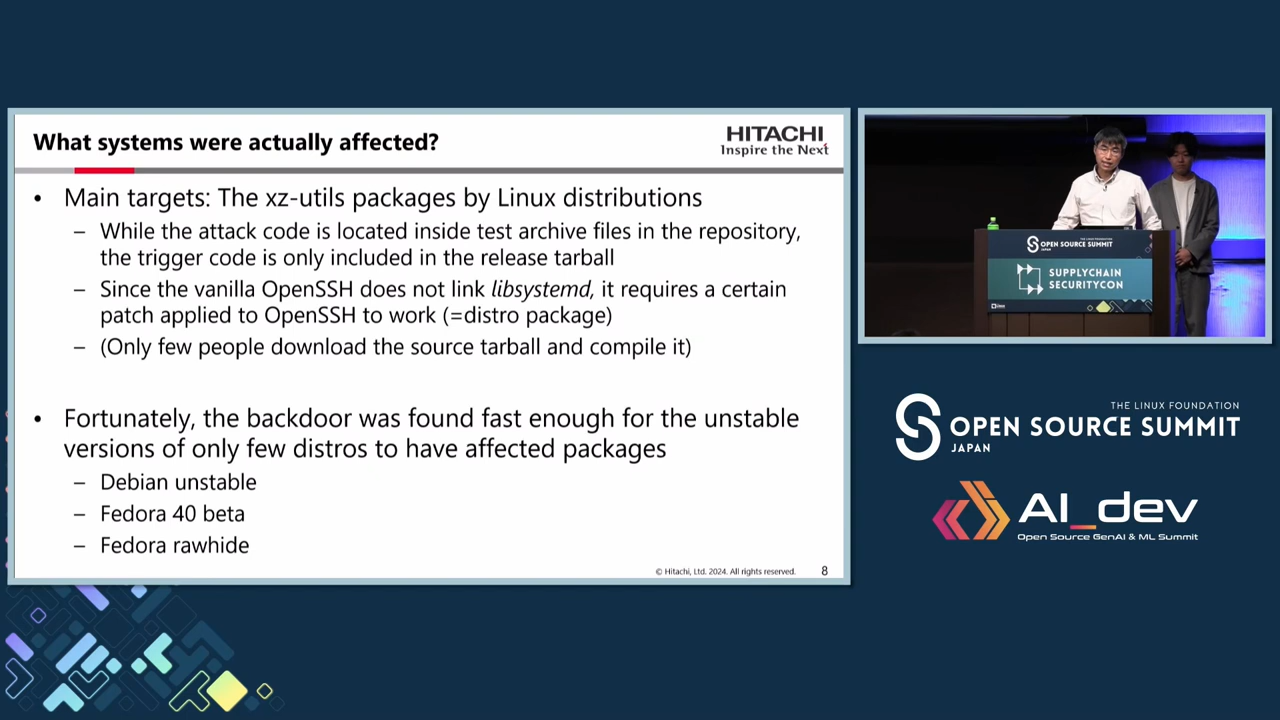 What systems were actually affected?
HITACHI
Inspire the Next
• Main targets: The xz-utils packages by Linux distributions
– While the attack code is located inside test archive files in the repository,
the trigger code is only included in the release tarball
– Since the vanilla OpenSSH does not link libsystemd, it requires a certain
patch applied to OpenSSH to work (=distro package)
– (Only few people download the source tarball and compile it)
• Fortunately, the backdoor was found fast enough for the unstable
versions of only few distros to have affected packages
– Debian unstable
– Fedora 40 beta
– Fedora rawhide
© Hitachi, Ltd. 2024. All rights reserved.
8
THE LINUX FOUNDATION
OPEN SOURCE SUMMIT
JAPAN
SUPPLYCHAIN
SECURITYCON
THE LINUX FOUNDATION
OPEN SOURCE SUMMIT
JAPAN
AI_dev
Open Source GenAI & ML Summit